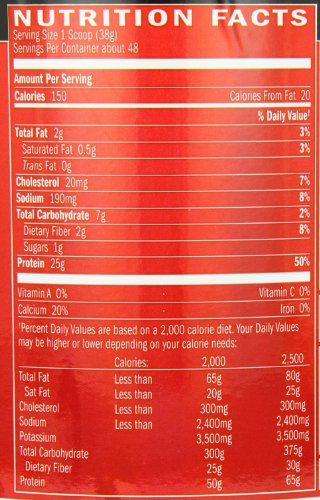 NUTRITION FACTS
Serving Size 1 Scoop (38g)
Servings Per Container about 48
Amount Per Serving
Calories 150 Calories From Fat 20
% Daily Value†
Total Fat 2g 3%
Saturated Fat 0.5g 3%
Trans Fat 0g
Cholesterol 20mg 7%
Sodium 190mg 8%
Total Carbohydrate 7g 2%
Dietary Fiber 2g 8%
Sugars 1g
Protein 25g 50%
Vitamin A 0% Vitamin C 0%
Calcium 20% Iron 0%
†Percent Daily Values are based on a 2,000 calorie diet. Your Daily Values
may be higher or lower depending on your calorie needs:
Calories: 2,000 2,500
Total Fat Less than 65g 80g
Sat Fat Less than 20g 25g
Cholesterol Less than 300mg 300mg
Sodium Less than 2,400mg 2,400mg
Potassium 3,500mg 3,500mg
Total Carbohydrate 300g 375g
Dietary Fiber 25g 30g
Protein 50g 65g